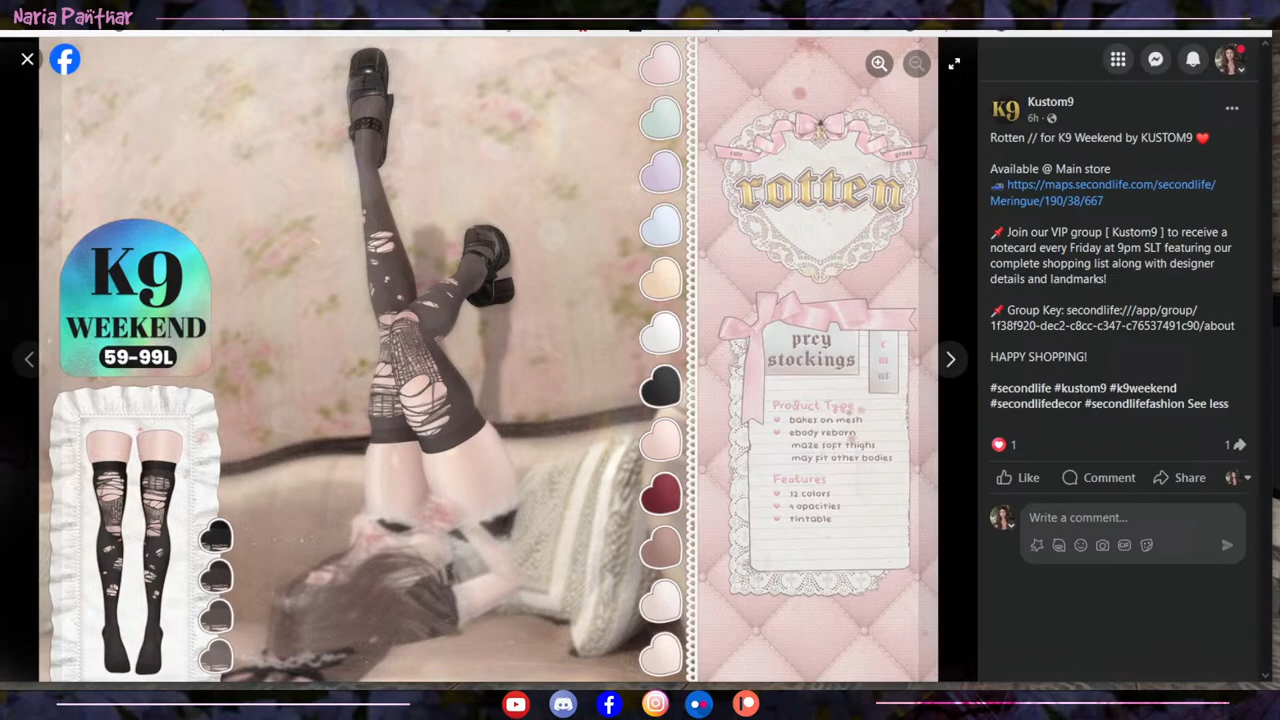 Naria Panthar
K9
WEEKEND
59-99L
cute
rotten
prey
stockings
Product Type
bakes on mesh
ebody reborn
maze soft thighs
may fit other bodies
Features
12 colors
4 opacities
tintable
K9
Kustom9
6h
Rotten // for K9 Weekend by KUSTOM9 ❤️
Available @ Main store
🚙 https://maps.secondlife.com/secondlife/
Meringue/190/38/667
📌 Join our VIP group [ Kustom9 ] to receive a
notecard every Friday at 9pm SLT featuring our
complete shopping list along with designer
details and landmarks!
📌 Group Key: secondlife:///app/group/
1f38f920-dec2-c8cc-c347-c76537491c90/about
HAPPY SHOPPING!
#secondlife #kustom9 #k9weekend
#secondlifedecor #secondlifefashion See less
1
1
Like
Comment
Share
Write a comment...
GIF